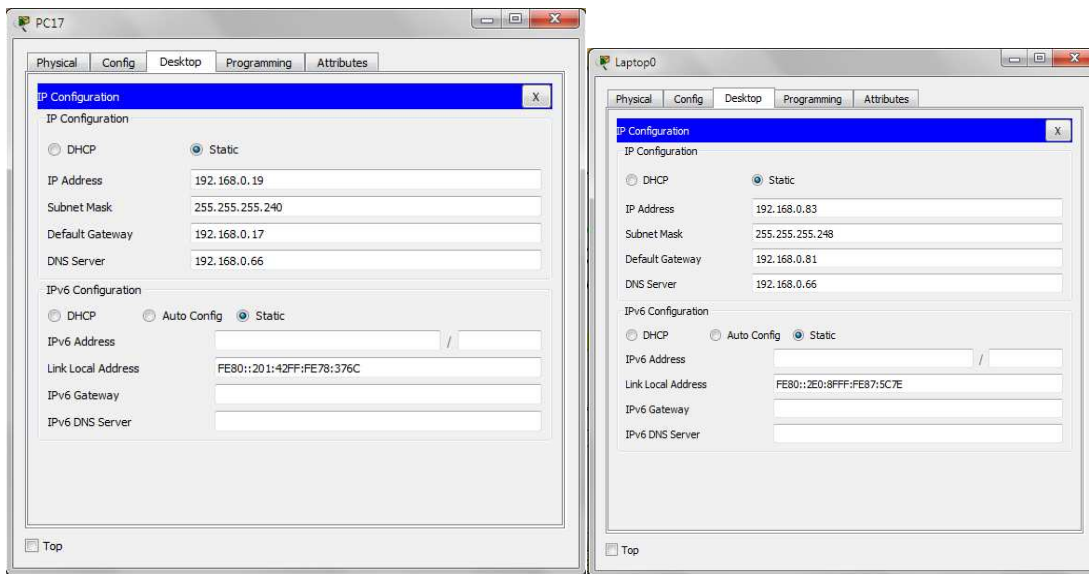 PC17
Physical Config Desktop Programming Attributes
IP Configuration X
IP Configuration
DHCP Static
IP Address 192.168.0.19
Subnet Mask 255.255.255.240
Default Gateway 192.168.0.17
DNS Server 192.168.0.66
IPv6 Configuration
DHCP Auto Config Static
IPv6 Address /
Link Local Address FE80::201:42FF:FE78:376C
IPv6 Gateway
IPv6 DNS Server
Top
Laptop0
Physical Config Desktop Programming Attributes
IP Configuration X
IP Configuration
DHCP Static
IP Address 192.168.0.83
Subnet Mask 255.255.255.248
Default Gateway 192.168.0.81
DNS Server 192.168.0.66
IPv6 Configuration
DHCP Auto Config Static
IPv6 Address /
Link Local Address FE80::2E0:8FFF:FE87:5C7E
IPv6 Gateway
IPv6 DNS Server
Top